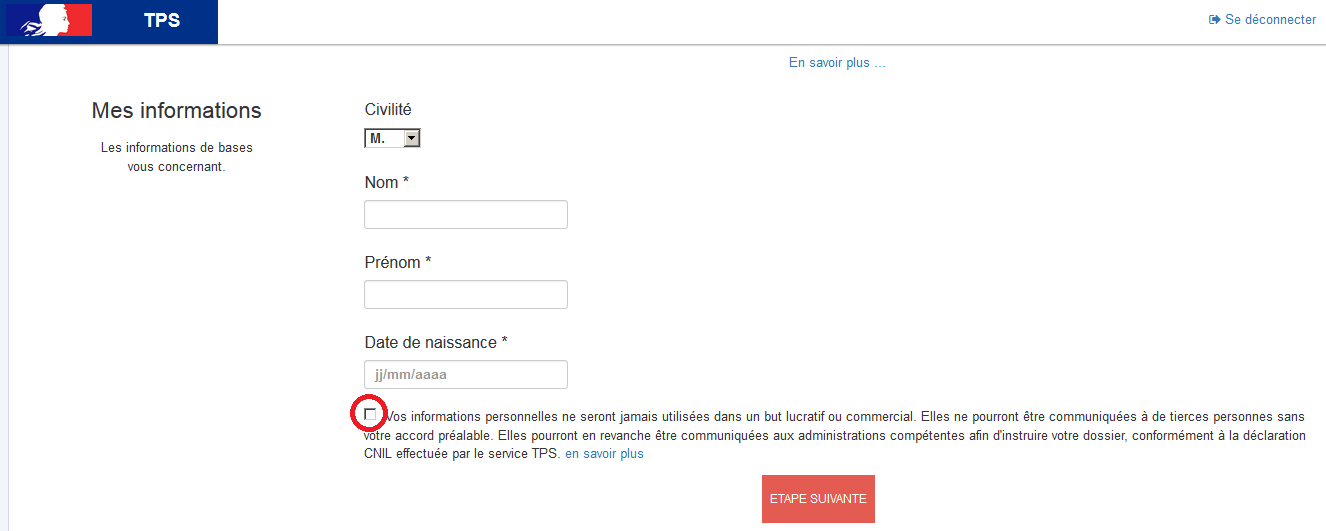 TPS
Se déconnecter
En savoir plus ...
Mes informations
Les informations de bases
vous concernant.
Civilité
M.
Nom *
Prénom *
Date de naissance *
jj/mm/aaaa
Vos informations personnelles ne seront jamais utilisées dans un but lucratif ou commercial. Elles ne pourront être communiquées à de tierces personnes sans
votre accord préalable. Elles pourront en revanche être communiquées aux administrations compétentes afin d'instruire votre dossier, conformément à la déclaration
CNIL effectuée par le service TPS. en savoir plus
ETAPE SUIVANTE